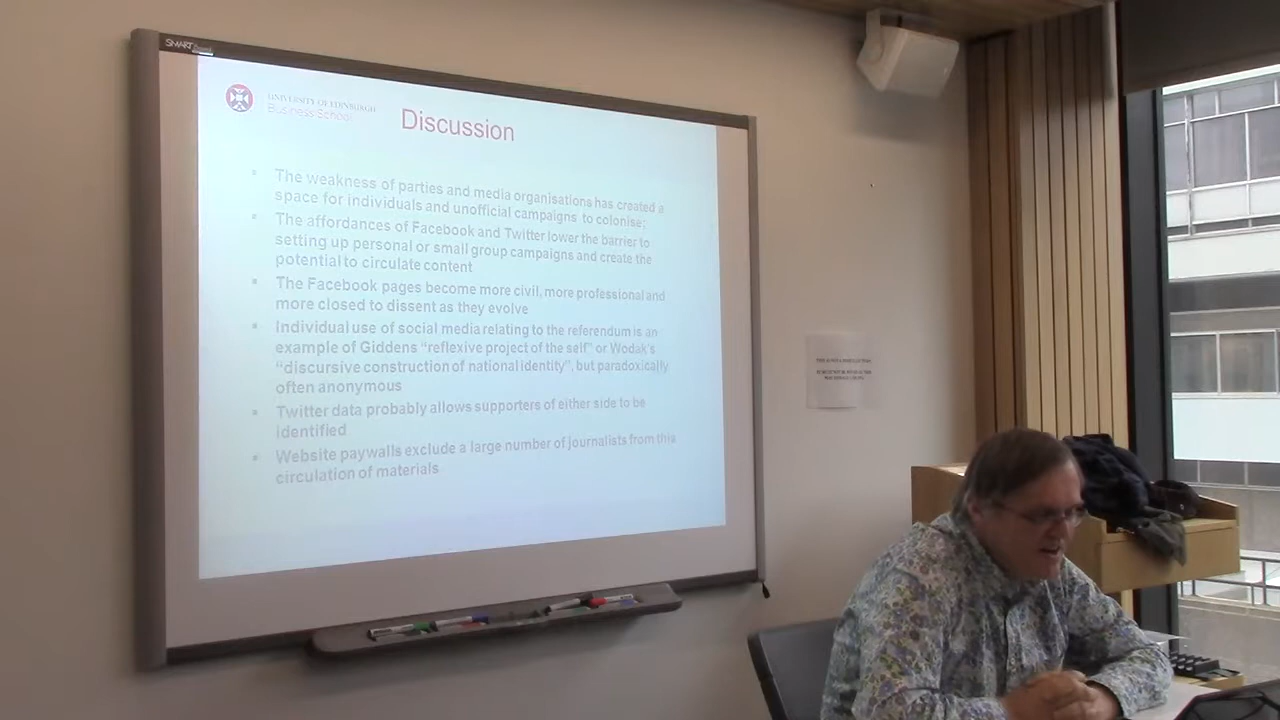 SMART
UNIVERSITY OF EDINBURGH
Business School
Discussion
The weakness of parties and media organisations has created a
space for individuals and unofficial campaigns to colonise;
The affordances of Facebook and Twitter lower the barrier to
setting up personal or small group campaigns and create the
potential to circulate content
The Facebook pages become more civil, more professional and
more closed to dissent as they evolve
Individual use of social media relating to the referendum is an
example of Giddens “reflexive project of the self” or Wodak's
“discursive construction of national identity”, but paradoxically
often anonymous
Twitter data probably allows supporters of either side to be
identified
Website paywalls exclude a large number of journalists from this
circulation of materials